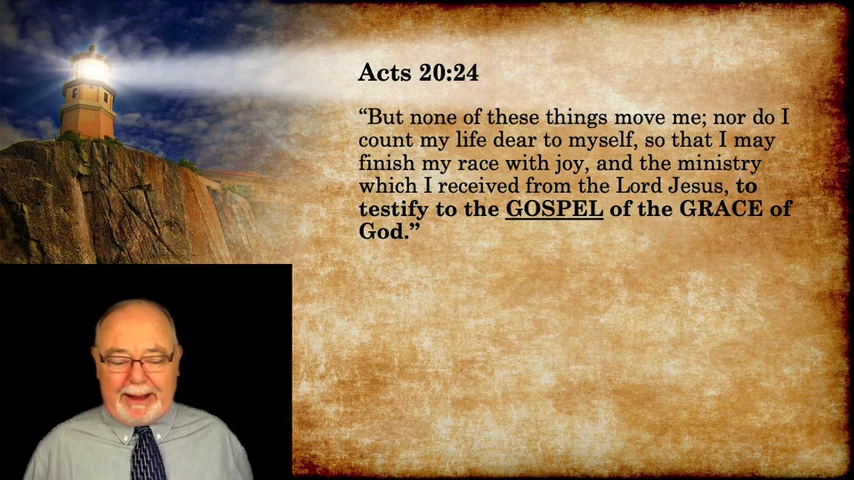 Acts 20:24
“But none of these things move me; nor do I
count my life dear to myself, so that I may
finish my race with joy, and the ministry
which I received from the Lord Jesus, to
testify to the GOSPEL of the GRACE of
God.”